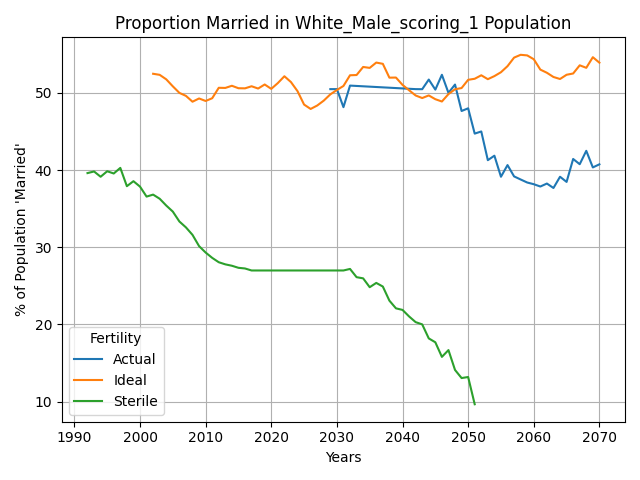 Proportion Married in White_Male_scoring_1 Population
% of Population 'Married'
50
40
30
20
10
Fertility
Actual
Ideal
Sterile
1990 2000 2010 2020 2030 2040 2050 2060 2070
Years